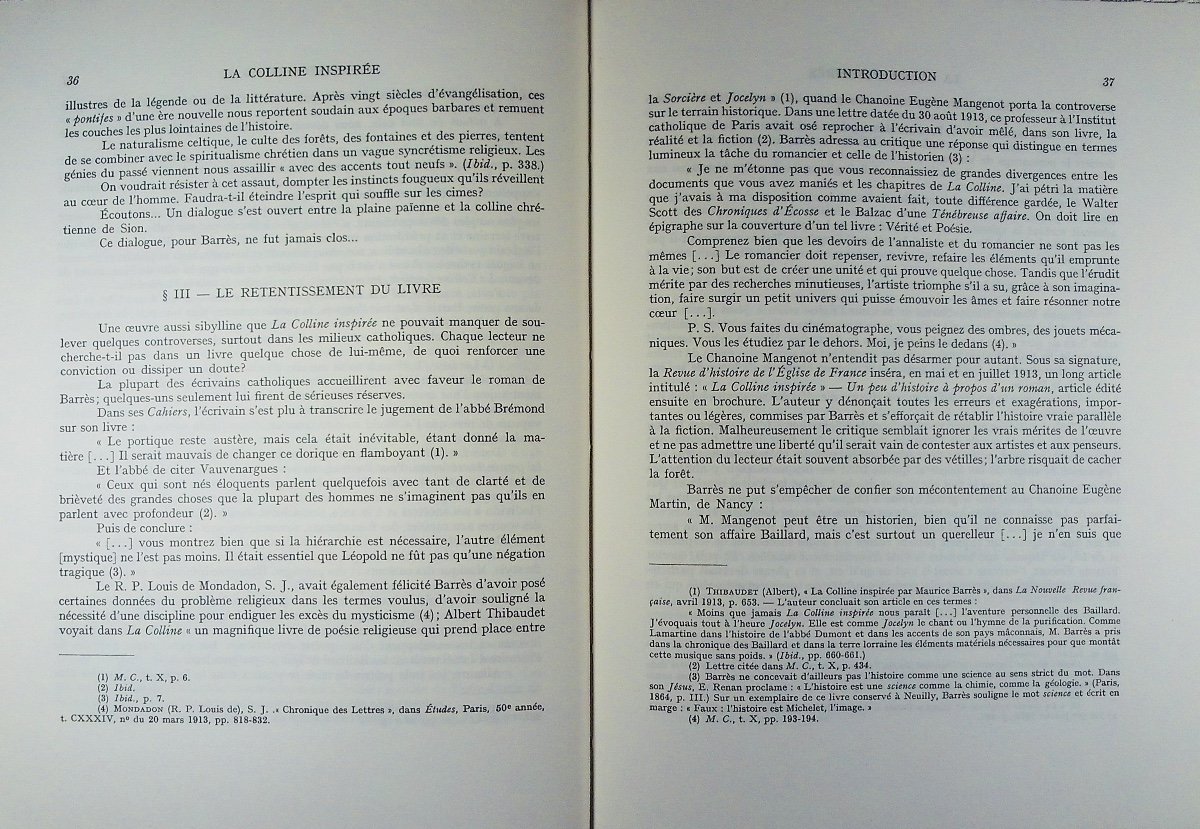 36
LA COLLINE INSPIRÉE
illustres de la légende ou de la littérature. Après vingt siècles d'évangélisation, ces
« pontifes » d'une ère nouvelle nous reportent soudain aux époques barbares et remuent
les couches les plus lointaines de l'histoire.
Le naturalisme celtique, le culte des forêts, des fontaines et des pierres, tentent
de se combiner avec le spiritualisme chrétien dans un vague syncrétisme religieux. Les
génies du passé viennent nous assaillir « avec des accents tout neufs ». (Ibid., p. 338.)
On voudrait résister à cet assaut, dompter les instincts fougueux qu'ils réveillent
au cœur de l'homme. Faudra-t-il éteindre l'esprit qui souffle sur les cimes?
Écoutons... Un dialogue s'est ouvert entre la plaine païenne et la colline chré-
tienne de Sion.
Ce dialogue, pour Barrès, ne fut jamais clos...
§ III — LE RETENTISSEMENT DU LIVRE
Une œuvre aussi sibylline que La Colline inspirée ne pouvait manquer de sou-
lever quelques controverses, surtout dans les milieux catholiques. Chaque lecteur ne
cherche-t-il pas dans un livre quelque chose de lui-même, de quoi renforcer une
conviction ou dissiper un doute?
La plupart des écrivains catholiques accueillirent avec faveur le roman de
Barrès; quelques-uns seulement lui firent de sérieuses réserves.
Dans ses Cahiers, l'écrivain s'est plu à transcrire le jugement de l'abbé Brémond
sur son livre :
« Le portique reste austère, mais cela était inévitable, étant donné la ma-
tière [...] Il serait mauvais de changer ce dorique en flamboyant (1). »
Et l'abbé de citer Vauvenargues :
« Ceux qui sont nés éloquents parlent quelquefois avec tant de clarté et de
brièveté des grandes choses que la plupart des hommes ne s'imaginent pas qu'ils en
parlent avec profondeur (2). »
Puis de conclure :
« [...] vous montrez bien que si la hiérarchie est nécessaire, l'autre élément
[mystique] ne l'est pas moins. Il était essentiel que Léopold ne fût pas qu'une négation
tragique (3). »
Le R. P. Louis de Mondadon, S. J., avait également félicité Barrès d'avoir posé
certaines données du problème religieux dans les termes voulus, d'avoir souligné la
nécessité d'une discipline pour endiguer les excès du mysticisme (4); Albert Thibaudet
voyait dans La Colline « un magnifique livre de poésie religieuse qui prend place entre
(1) M. C., t. X, p. 6.
(2) Ibid.
(3) Ibid., p. 7.
(4) MONDADON (R. P. Louis de), S. J. .« Chronique des Lettres », dans Études, Paris, 50e année,
t. CXXXIV, nº du 20 mars 1913, pp. 818-832.
INTRODUCTION
37
la Sorcière et Jocelyn » (1), quand le Chanoine Eugène Mangenot porta la controverse
sur le terrain historique. Dans une lettre datée du 30 août 1913, ce professeur à l'Institut
catholique de Paris avait osé reprocher à l'écrivain d'avoir mêlé, dans son livre, la
réalité et la fiction (2). Barrès adressa au critique une réponse qui distingue en termes
lumineux la tâche du romancier et celle de l'historien (3) :
« Je ne m'étonne pas que vous reconnaissiez de grandes divergences entre les
documents que vous avez maniés et les chapitres de La Colline. J'ai pétri la matière
que j'avais à ma disposition comme avaient fait, toute différence gardée, le Walter
Scott des Chroniques d'Écosse et le Balzac d'une Ténébreuse affaire. On doit lire en
épigraphe sur la couverture d'un tel livre : Vérité et Poésie.
Comprenez bien que les devoirs de l'annaliste et du romancier ne sont pas les
mêmes [...] Le romancier doit repenser, revivre, refaire les éléments qu'il emprunte
à la vie; son but est de créer une unité et qui prouve quelque chose. Tandis que l'érudit
mérite par des recherches minutieuses, l'artiste triomphe s'il a su, grâce à son imagina-
tion, faire surgir un petit univers qui puisse émouvoir les âmes et faire résonner notre
cœur [...].
P. S. Vous faites du cinématographe, vous peignez des ombres, des jouets méca-
niques. Vous les étudiez par le dehors. Moi, je peins le dedans (4). »
Le Chanoine Mangenot n'entendit pas désarmer pour autant. Sous sa signature,
la Revue d'histoire de l'Église de France inséra, en mai et en juillet 1913, un long article
intitulé : « La Colline inspirée » — Un peu d'histoire à propos d'un roman, article édité
ensuite en brochure. L'auteur y dénonçait toutes les erreurs et exagérations, impor-
tantes ou légères, commises par Barrès et s'efforçait de rétablir l'histoire vraie parallèle
à la fiction. Malheureusement le critique semblait ignorer les vrais mérites de l'œuvre
et ne pas admettre une liberté qu'il serait vain de contester aux artistes et aux penseurs.
L'attention du lecteur était souvent absorbée par des vétilles; l'arbre risquait de cacher
la forêt.
Barrès ne put s'empêcher de confier son mécontentement au Chanoine Eugène
Martin, de Nancy :
« M. Mangenot peut être un historien, bien qu'il ne connaisse pas parfai-
tement son affaire Baillard, mais c'est surtout un querelleur [...] je n'en suis que
(1) THIBAUDET (Albert), « La Colline inspirée par Maurice Barrès », dans La Nouvelle Revue fran-
çaise, avril 1913, p. 653. — L'auteur concluait son article en ces termes :
« Moins que jamais La Colline inspirée nous paraît [...] l'aventure personnelle des Baillard.
J'évoquais tout à l'heure Jocelyn. Elle est comme Jocelyn le chant ou l'hymne de la purification. Comme
Lamartine dans l'histoire de l'abbé Dumont et dans les accents de son pays mâconnais, M. Barrès a pris
dans la chronique des Baillard et dans la terre lorraine les éléments matériels nécessaires pour que montât
cette musique sans poids. » (Ibid., pp. 660-661.)
(2) Lettre citée dans M. C., t. X, p. 434.
(3) Barrès ne concevait d'ailleurs pas l'histoire comme une science au sens strict du mot. Dans
son Jésus, E. Renan proclame : « L'histoire est une science comme la chimie, comme la géologie. » (Paris,
1864, p. III.) Sur un exemplaire de ce livre conservé à Neuilly, Barrès souligne le mot science et écrit en
marge : « Faux : l'histoire est Michelet, l'image. »
(4) M. C., t. X, pp. 193-194.